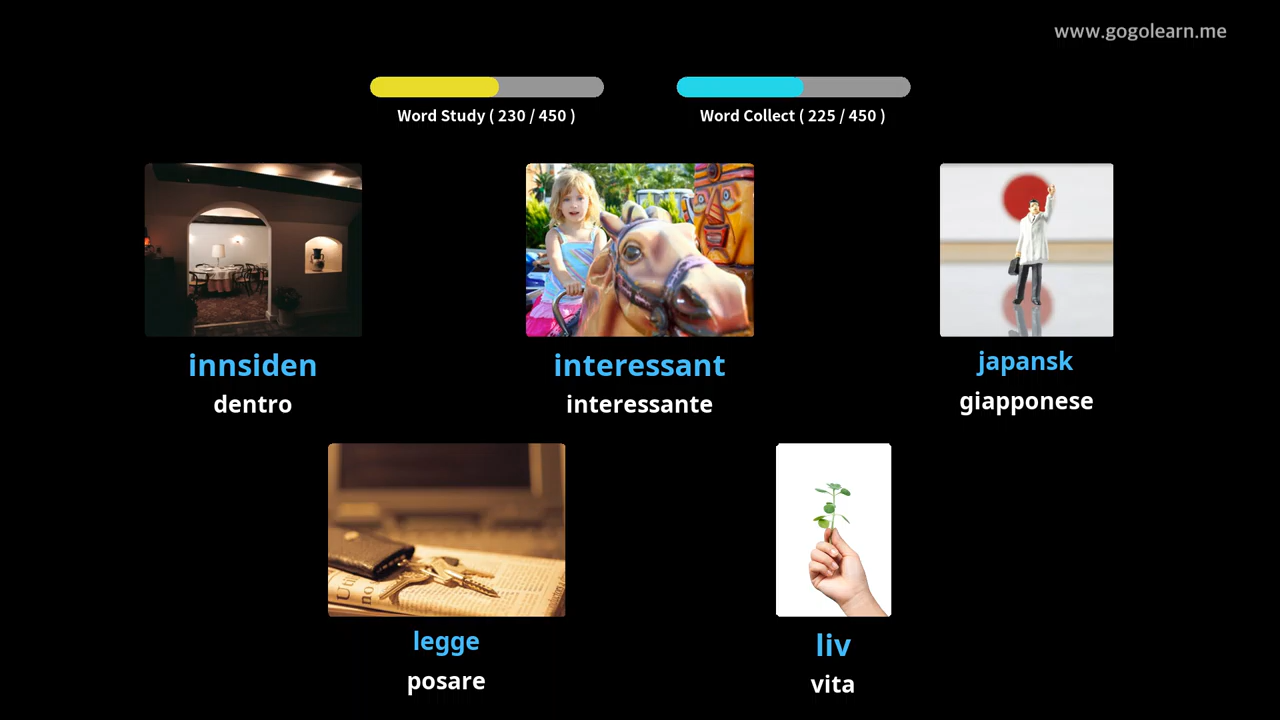 www.gogolearn.me
Word Study ( 230 / 450 )
Word Collect ( 225 / 450 )
innsiden
dentro
interessant
interessante
japansk
giapponese
legge
posare
liv
vita